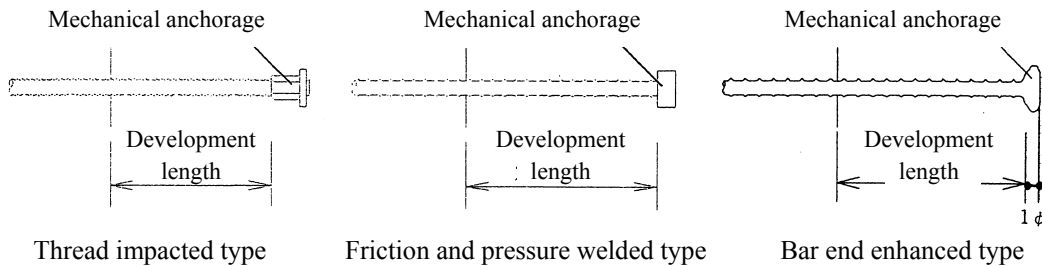 Mechanical anchorage
Mechanical anchorage
Mechanical anchorage
Development
length
Development
length
Development
length
1 ϕ
Thread impacted type
Friction and pressure welded type
Bar end enhanced type